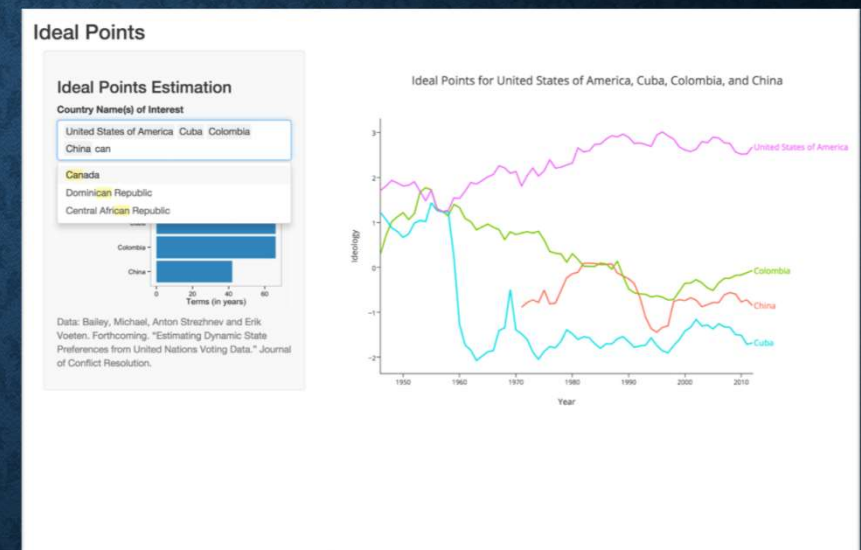 Ideal Points
Ideal Points Estimation
Country Name(s) of Interest
United States of America Cuba Colombia
China can
Canada
Dominican Republic
Central African Republic
Colombia
China
0 20 40 60
Terms (in years)
Data: Bailey, Michael, Anton Strezhnev and Erik
Voeten. Forthcoming. "Estimating Dynamic State
Preferences from United Nations Voting Data." Journal
of Conflict Resolution.
Ideal Points for United States of America, Cuba, Colombia, and China
3
2
1
0
−1
−2
Ideology
United States of America
Colombia
China
Cuba
1950 1960 1970 1980 1990 2000 2010
Year